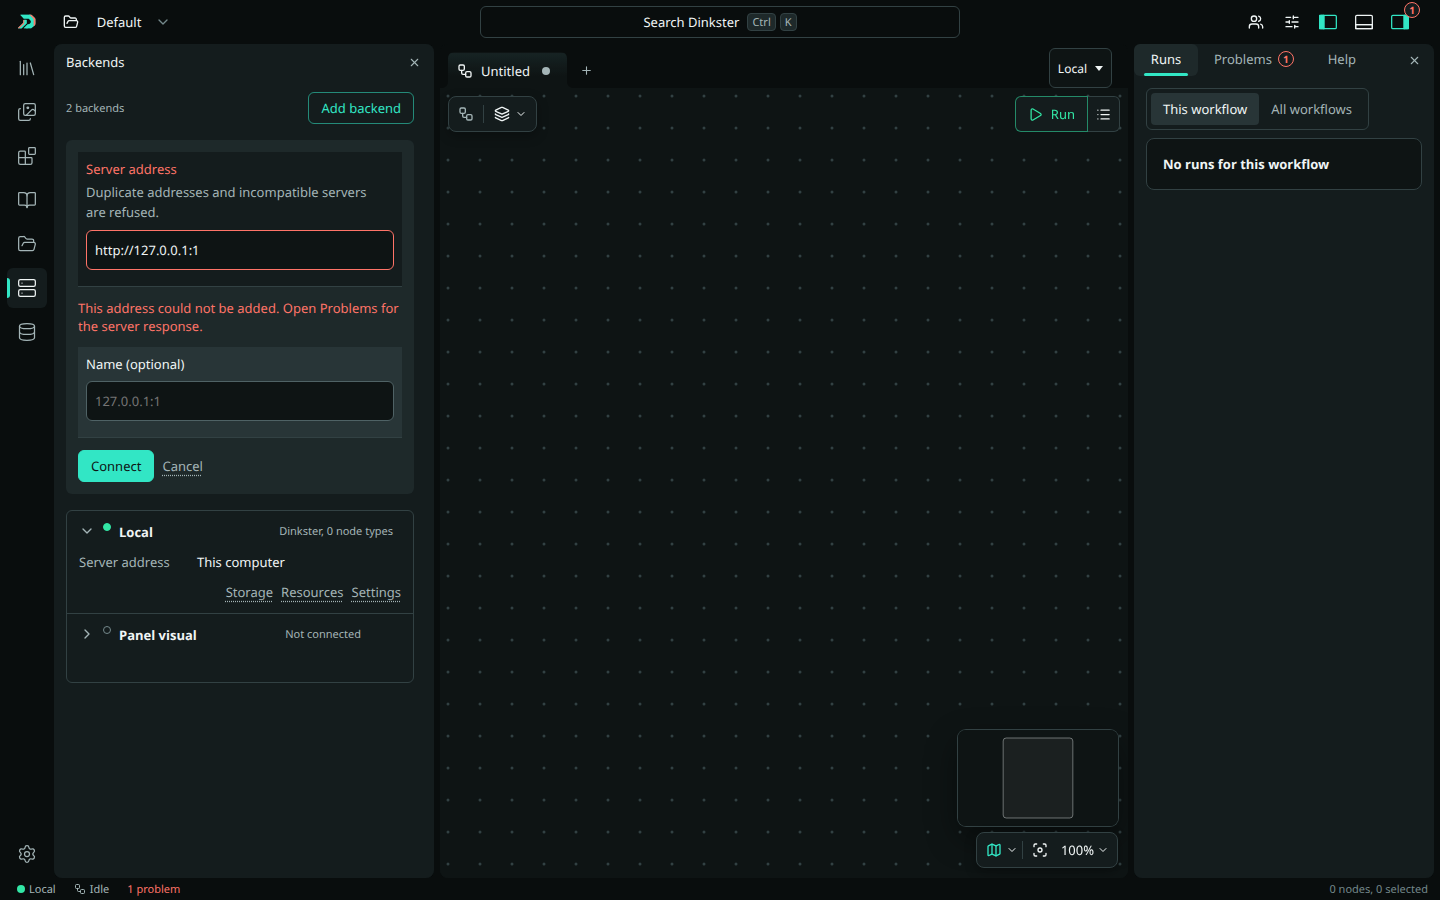 Default
Search Dinkster Ctrl K
1
Backends
2 backends
Add backend
Server address
Duplicate addresses and incompatible servers
are refused.
http://127.0.0.1:1
This address could not be added. Open Problems for
the server response.
Name (optional)
127.0.0.1:1
Connect
Cancel
Local
Dinkster, 0 node types
Server address
This computer
Storage
Resources
Settings
Panel visual
Not connected
Untitled
Local
Run
100%
Runs
Problems 1
Help
This workflow
All workflows
No runs for this workflow
Local
Idle
1 problem
0 nodes, 0 selected